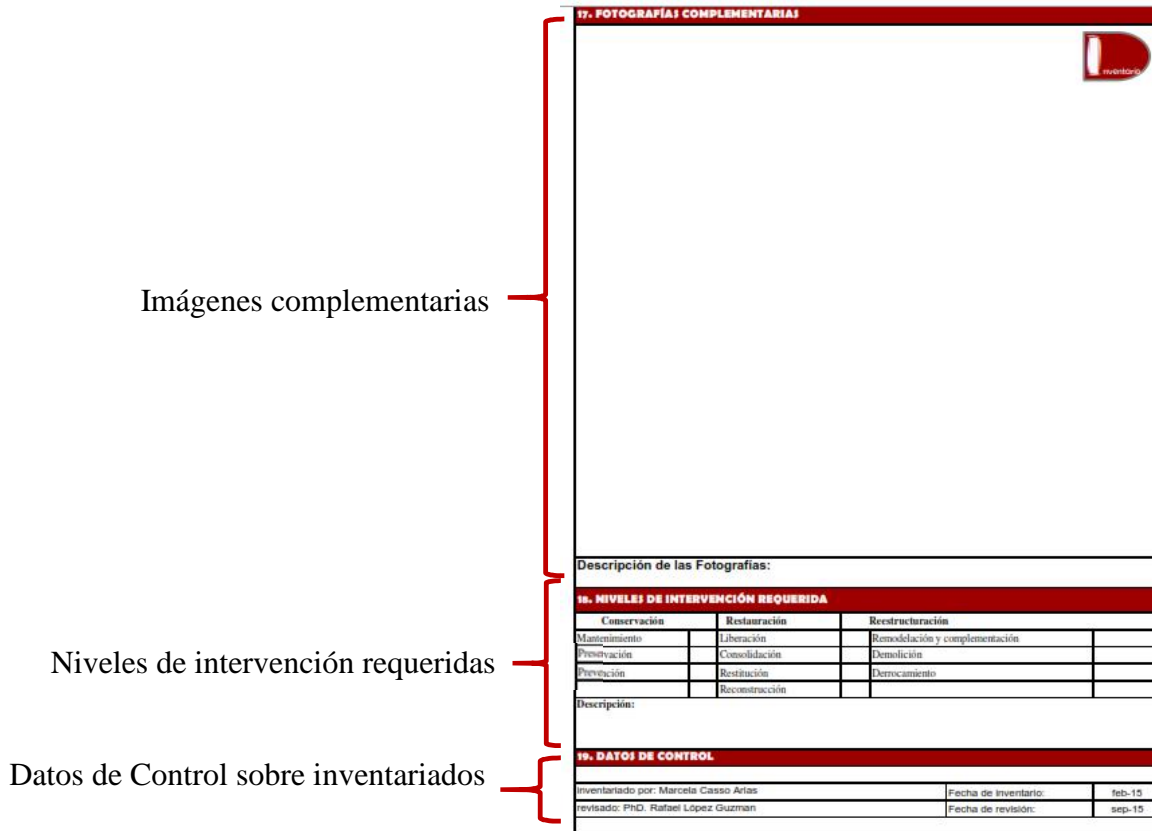 17. FOTOGRAFÍAS COMPLEMENTARIAS
Inventario
Imágenes complementarias
Descripción de las Fotografías:
18. NIVELES DE INTERVENCIÓN REQUERIDA
Conservación Restauración Reestructuración
Mantenimiento Liberación Remodelación y complementación
Preservación Consolidación Demolición
Prevención Restitución Derrocamiento
Reconstrucción
Niveles de intervención requeridas
Descripción:
19. DATOS DE CONTROL
Datos de Control sobre inventariados
Inventariado por: Marcela Casso Arias Fecha de inventario: feb-15
revisado: PhD. Rafael López Guzman Fecha de revisión: sep-15